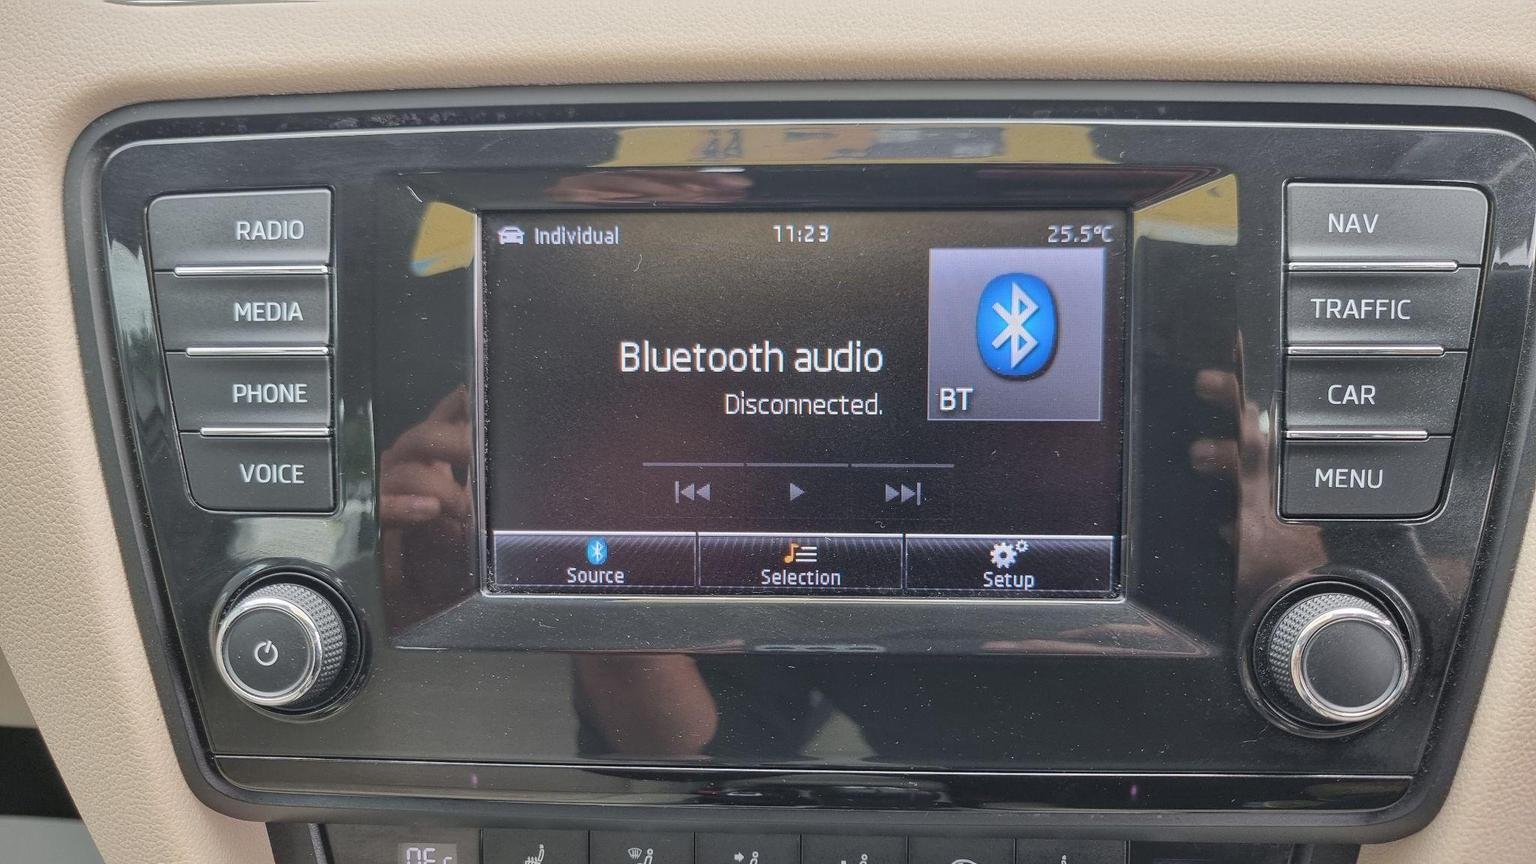 RADIO
MEDIA
PHONE
VOICE
Individual 11:23 25.5°C
Bluetooth audio
Disconnected.
BT
Source Selection Setup
NAV
TRAFFIC
CAR
MENU